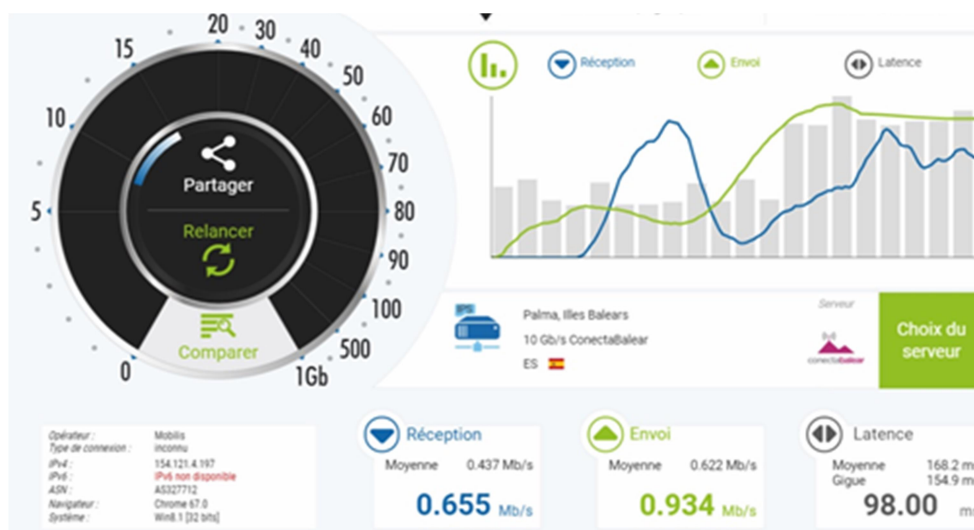 20
15
30
40
50
10
60
70
5
80
90
100
0
500
1Gb
Partager
Relancer
Comparer
Réception
Envoi
Latence
IPS
Palma, Illes Balears
10 Gb/s ConectaBalear
ES
Serveur
conectabalear
Choix du
serveur
Opérateur : Mobilis
Type de connexion : inconnu
IPv4 : 154.121.4.197
IPv6 : IPv6 non disponible
ASN : AS327712
Navigateur : Chrome 67.0
Système : Win8.1 [32 bits]
Réception
Moyenne 0.437 Mb/s
0.655 Mb/s
Envoi
Moyenne 0.622 Mb/s
0.934 Mb/s
Latence
Moyenne 168.2 m
Gigue 154.9 m
98.00 ms